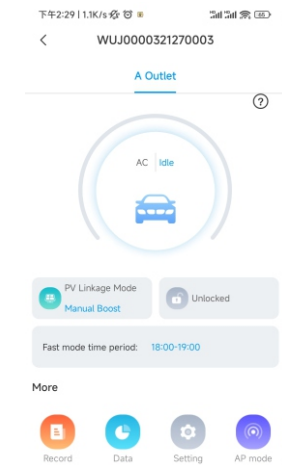 下午2:29 | 1.1K/s
65
WUJ0000321270003
A Outlet
?
AC Idle
PV Linkage Mode
Manual Boost
Unlocked
Fast mode time period: 18:00-19:00
More
Record Data Setting AP mode